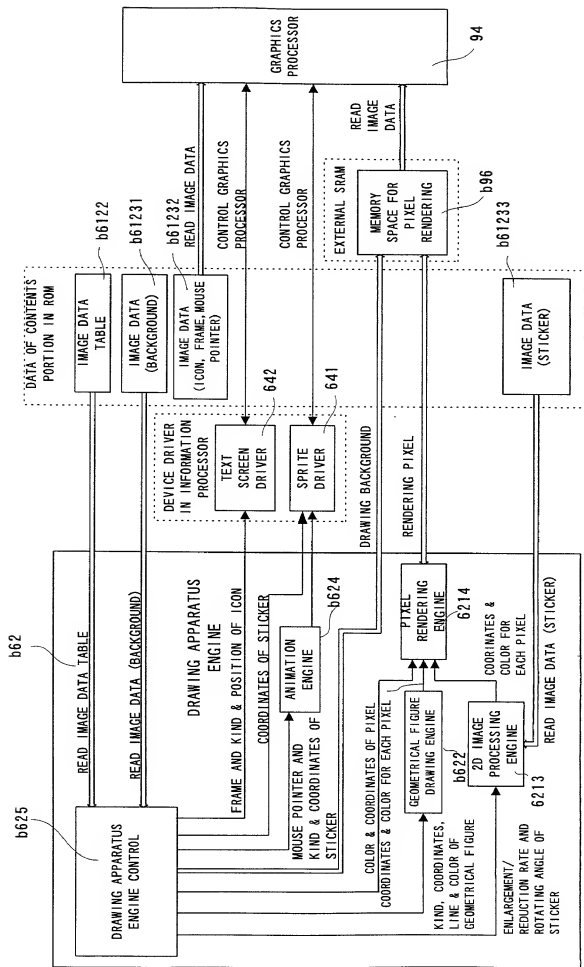 b62
b625
DRAWING APPARATUS
ENGINE CONTROL
READ IMAGE DATA TABLE
READ IMAGE DATA (BACKGROUND)
DRAWING APPARATUS
ENGINE
FRAME AND KIND & POSITION OF ICON
COORDINATES OF STICKER
ANIMATION ENGINE
b624
MOUSE POINTER AND
KIND & COORDINATES OF
STICKER
COLOR & COORDINATES OF PIXEL
COORDINATES & COLOR FOR EACH PIXEL
GEOMETRICAL FIGURE
DRAWING ENGINE
b622
KIND, COORDINATES,
LINE & COLOR OF
GEOMETRICAL FIGURE
PIXEL
RENDERING
ENGINE
6214
2D IMAGE
PROCESSING
ENGINE
6213
COORINATES &
COLOR FOR
EACH PIXEL
ENLARGEMENT/
REDUCTION RATE AND
ROTATING ANGLE OF
STICKER
READ IMAGE DATA (STICKER)
DEVICE DRIVER
IN INFORMATION
PROCESSOR
TEXT
SCREEN
DRIVER
642
SPRITE
DRIVER
641
DRAWING BACKGROUND
RENDERING PIXEL
DATA OF CONTENTS
PORTION IN ROM
IMAGE DATA
TABLE
b6122
IMAGE DATA
(BACKGROUND)
b61231
IMAGE DATA
(ICON, FRAME, MOUSE
POINTER)
b61232
IMAGE DATA
(STICKER)
b61233
READ IMAGE DATA
CONTROL GRAPHICS
PROCESSOR
CONTROL GRAPHICS
PROCESSOR
EXTERNAL SRAM
MEMORY
SPACE FOR
PIXEL
RENDERING
b96
READ
IMAGE
DATA
GRAPHICS
PROCESSOR
94